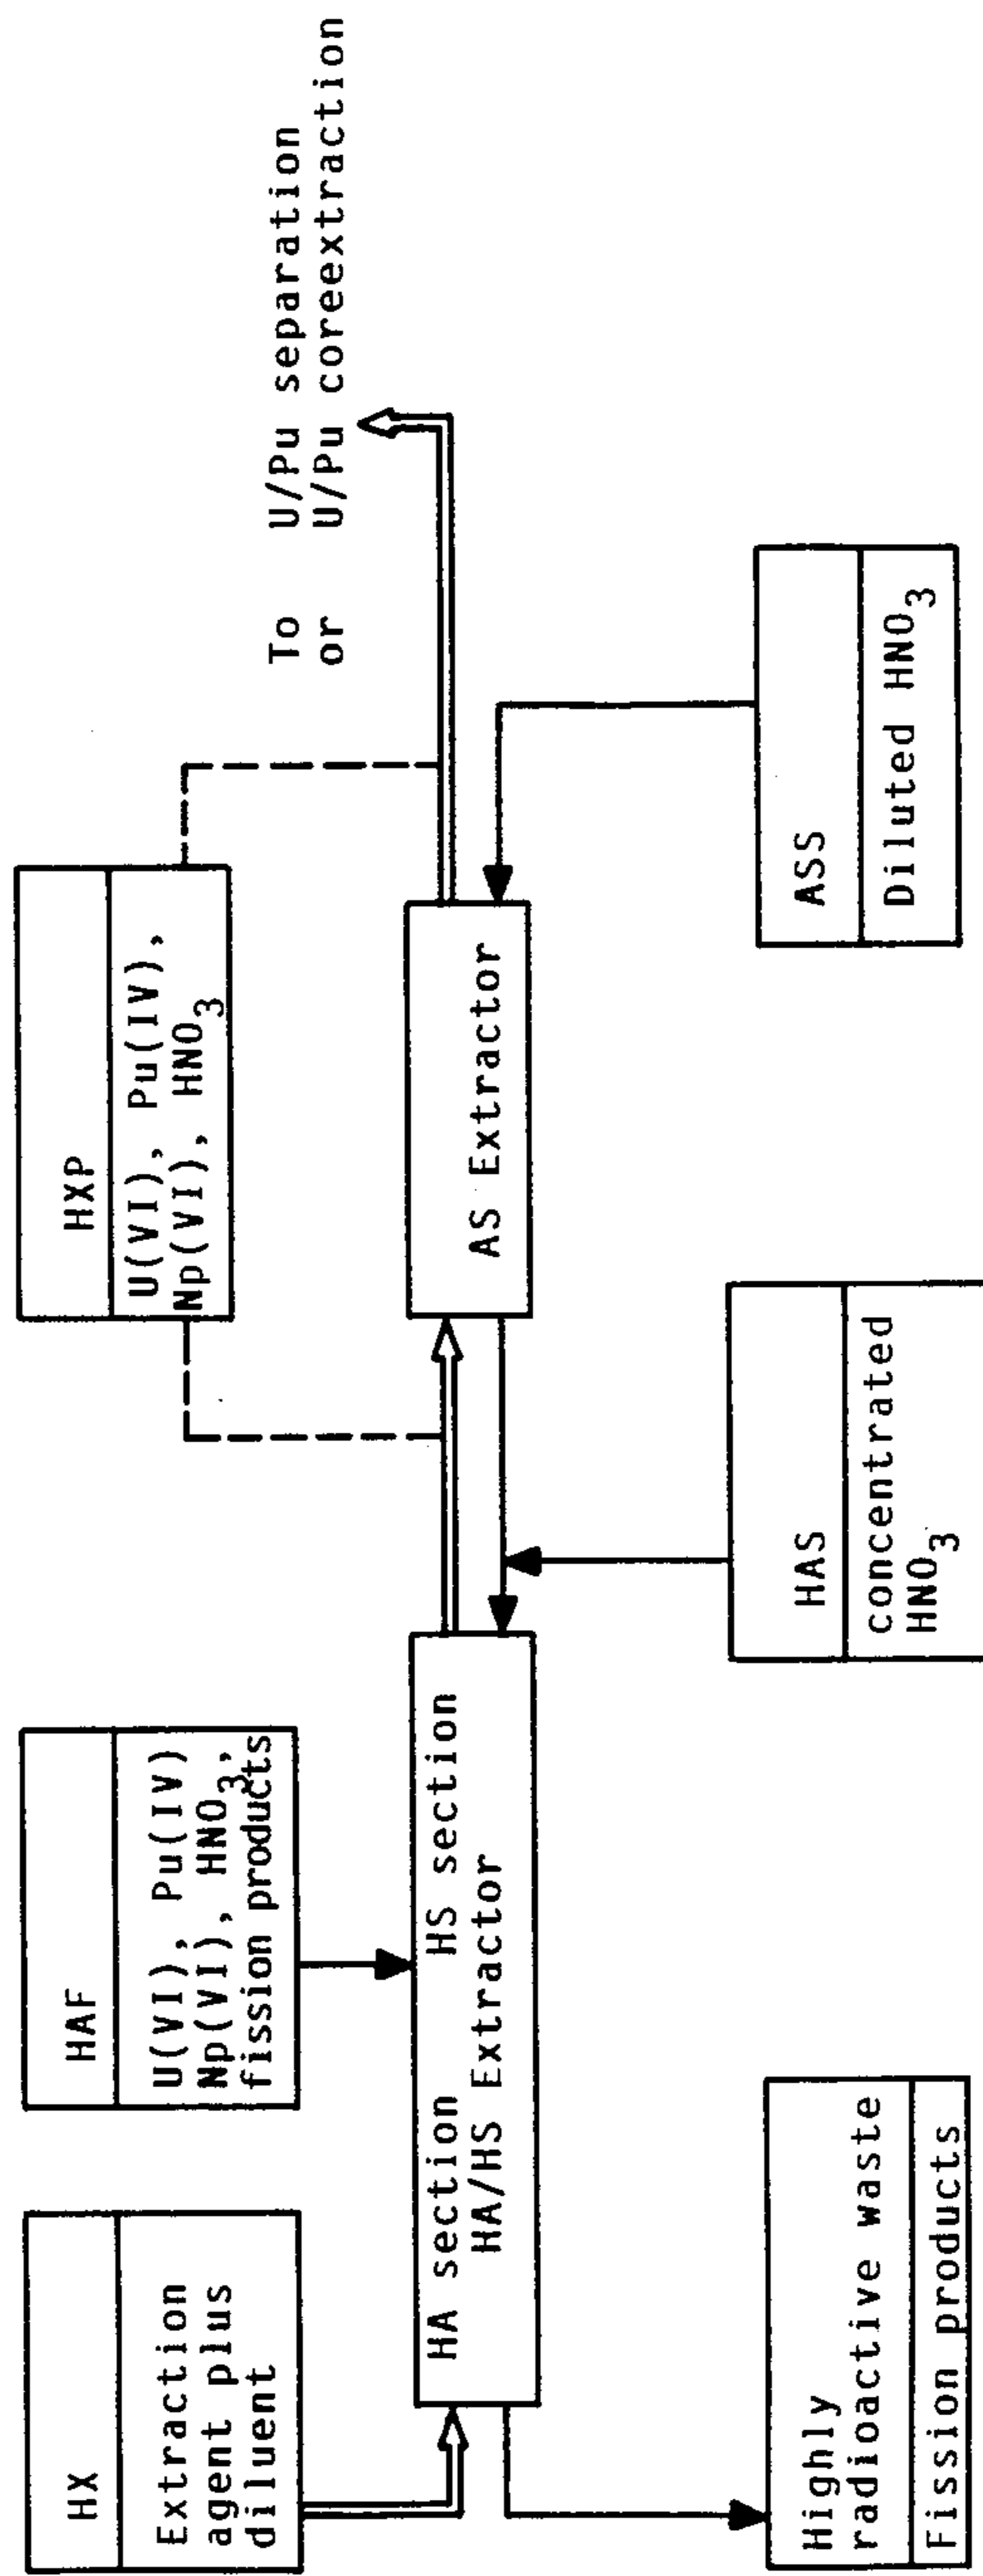 HX
Extraction
agent plus
diluent
HAF
U(VI), Pu(IV)
Np(VI), HNO3,
fission products
HXP
U(VI), Pu(IV),
Np(VI), HNO3
To U/Pu separation
or U/Pu coreextraction
HA section HS section
HA/HS Extractor
AS Extractor
Highly
radioactive waste
Fission products
HAS
concentrated
HNO3
ASS
Diluted HNO3